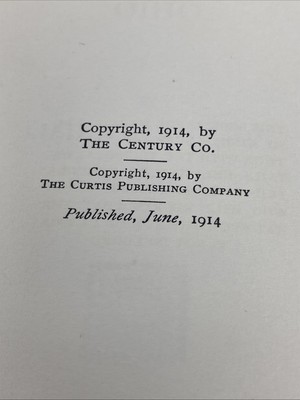 Copyright, 1914, by
THE CENTURY CO.
Copyright, 1914, by
THE CURTIS PUBLISHING COMPANY
Published, June, 1914